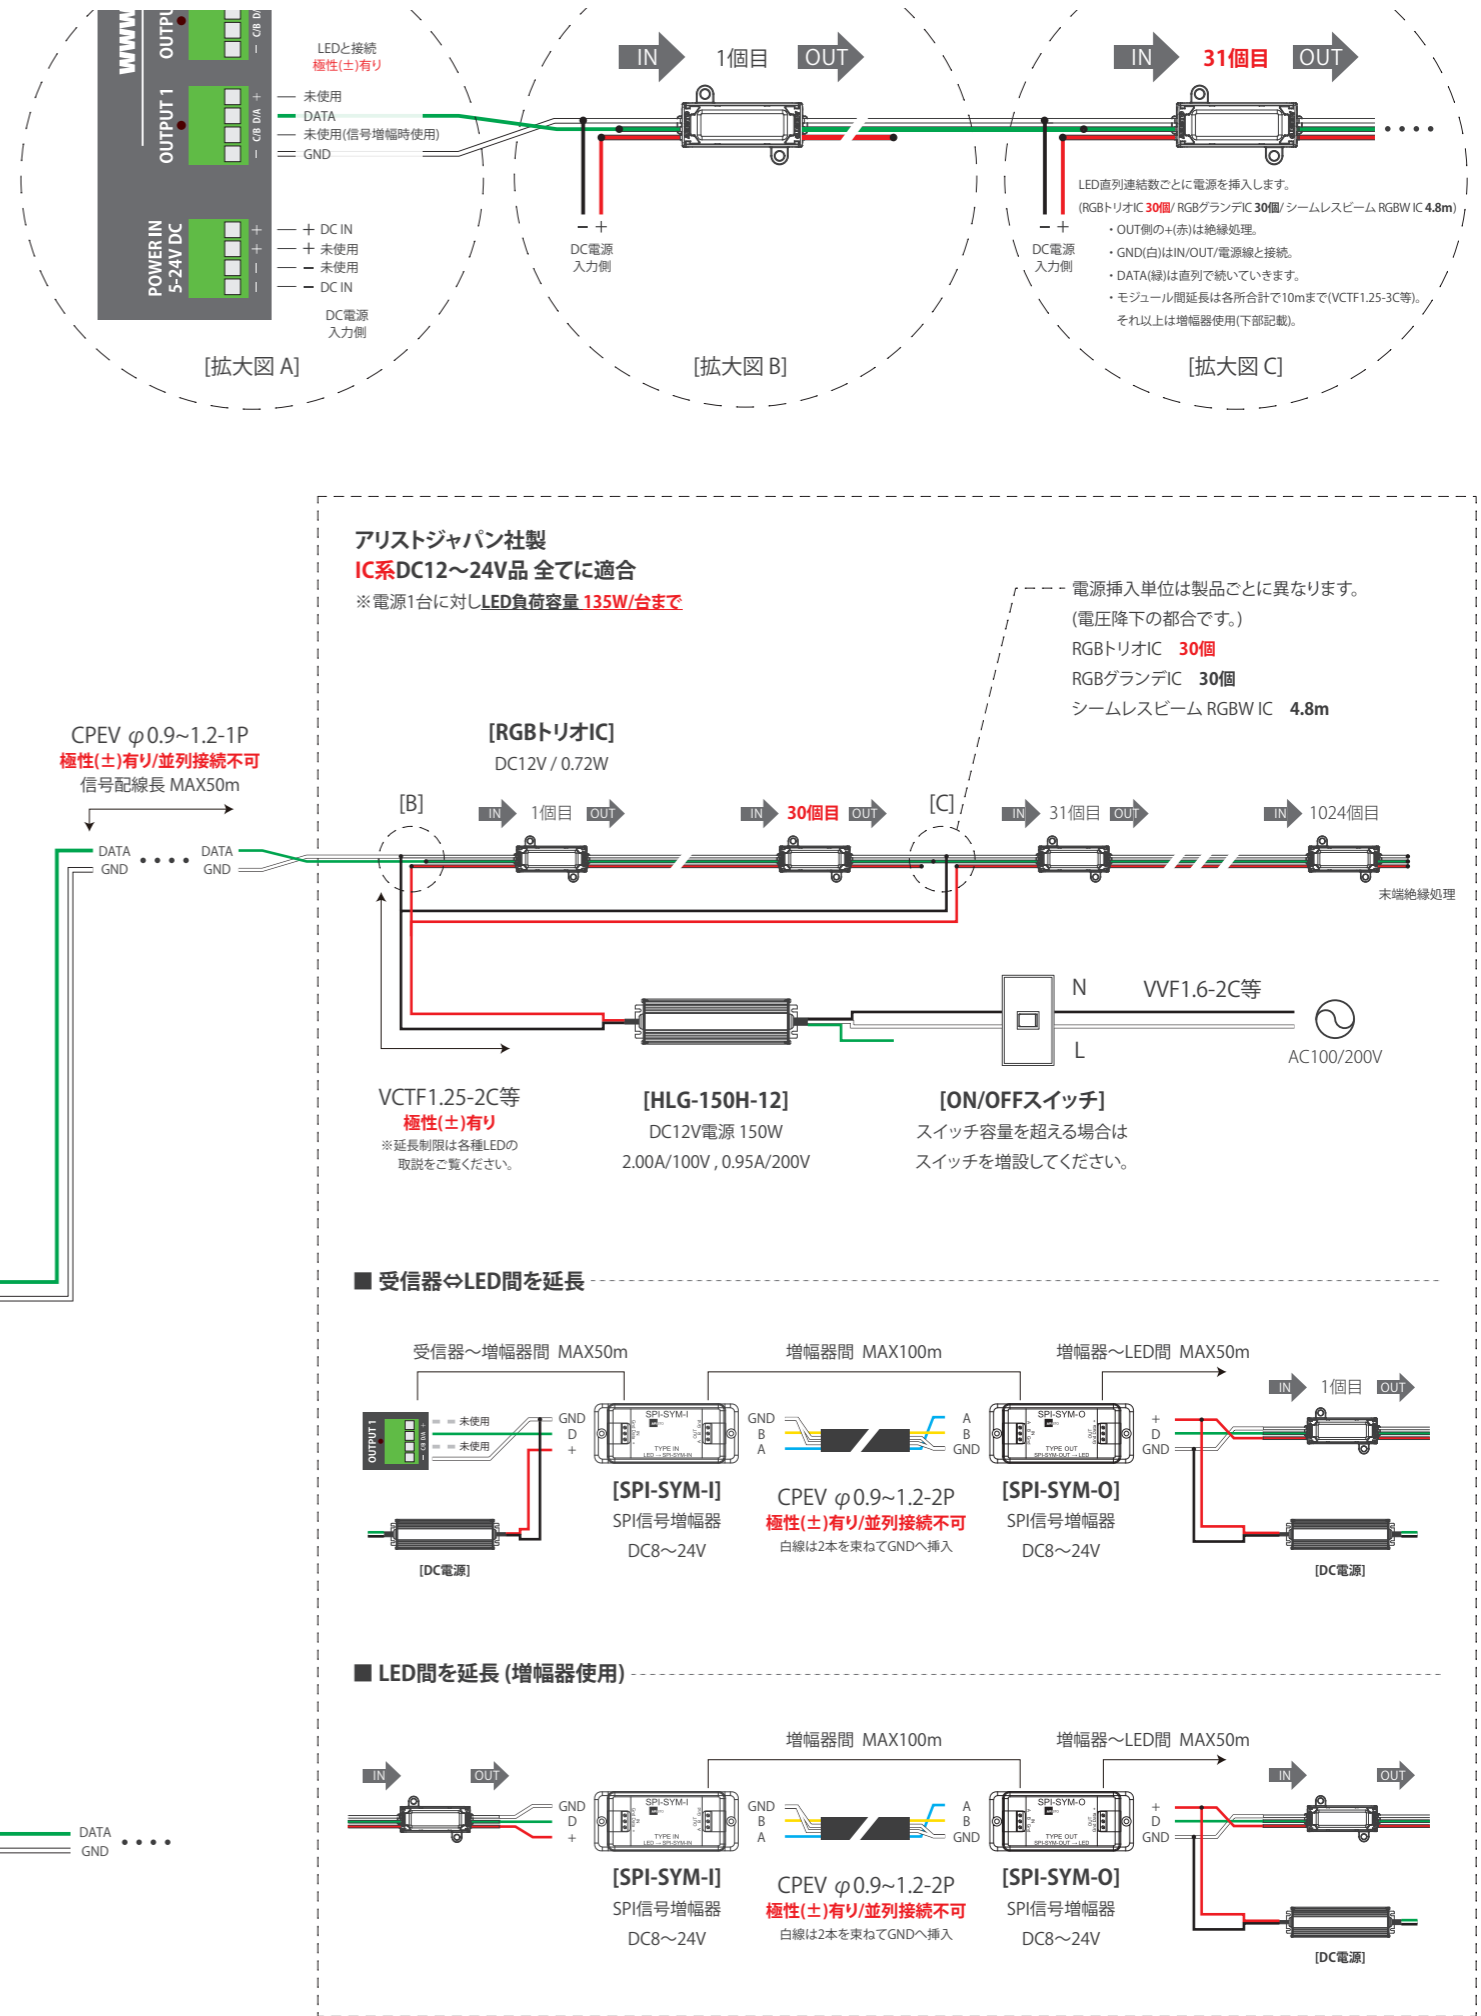 WWW
OUTPU
C/B D/
−
LEDと接続
極性(±)有り
OUTPUT 1
− C/B D/A +
未使用
DATA
未使用(信号増幅時使用)
GND
POWER IN
5-24V DC
+ + − −
+ DC IN
+ 未使用
− 未使用
− DC IN
DC電源
入力側
[拡大図 A]
IN 1個目 OUT
− +
DC電源
入力側
[拡大図 B]
IN 31個目 OUT
− +
DC電源
入力側
LED直列連結数ごとに電源を挿入します。
(RGBトリオIC 30個/ RGBグランデIC 30個/ シームレスビーム RGBW IC 4.8m)
・OUT側の+(赤)は絶縁処理。
・GND(白)はIN/OUT/電源線と接続。
・DATA(緑)は直列で続いていきます。
・モジュール間延長は各所合計で10mまで(VCTF1.25-3C等)。
それ以上は増幅器使用(下部記載)。
[拡大図 C]
アリストジャパン社製
IC系DC12〜24V品 全てに適合
※電源1台に対しLED負荷容量 135W/台まで
電源挿入単位は製品ごとに異なります。
(電圧降下の都合です。)
RGBトリオIC 30個
RGBグランデIC 30個
シームレスビーム RGBW IC 4.8m
CPEV φ0.9~1.2-1P
極性(±)有り/並列接続不可
信号配線長 MAX50m
DATA •••• DATA
GND GND
[RGBトリオIC]
DC12V / 0.72W
[B] IN 1個目 OUT IN 30個目 OUT [C] IN 31個目 OUT IN 1024個目
末端絶縁処理
N
L
VVF1.6-2C等
AC100/200V
VCTF1.25-2C等
極性(±)有り
※延長制限は各種LEDの
取説をご覧ください。
[HLG-150H-12]
DC12V電源 150W
2.00A/100V , 0.95A/200V
[ON/OFFスイッチ]
スイッチ容量を超える場合は
スイッチを増設してください。
■ 受信器⇔LED間を延長
受信器〜増幅器間 MAX50m
増幅器間 MAX100m
増幅器〜LED間 MAX50m
IN 1個目 OUT
OUTPUT 1
− C/B D/A +
未使用
未使用
GND
D
+
SPI-SYM-I
TYPE IN
LED → SPI-SYM-IN
GND
B
A
A
B
GND
SPI-SYM-O
TYPE OUT
SPI-SYM-OUT → LED
+
D
GND
[DC電源]
[SPI-SYM-I]
SPI信号増幅器
DC8〜24V
CPEV φ0.9~1.2-2P
極性(±)有り/並列接続不可
白線は2本を束ねてGNDへ挿入
[SPI-SYM-O]
SPI信号増幅器
DC8〜24V
[DC電源]
■ LED間を延長 (増幅器使用)
増幅器間 MAX100m
増幅器〜LED間 MAX50m
IN OUT
GND
D
+
SPI-SYM-I
TYPE IN
LED → SPI-SYM-IN
GND
B
A
A
B
GND
SPI-SYM-O
TYPE OUT
SPI-SYM-OUT → LED
+
D
GND
IN OUT
DATA
GND
[SPI-SYM-I]
SPI信号増幅器
DC8〜24V
CPEV φ0.9~1.2-2P
極性(±)有り/並列接続不可
白線は2本を束ねてGNDへ挿入
[SPI-SYM-O]
SPI信号増幅器
DC8〜24V
[DC電源]